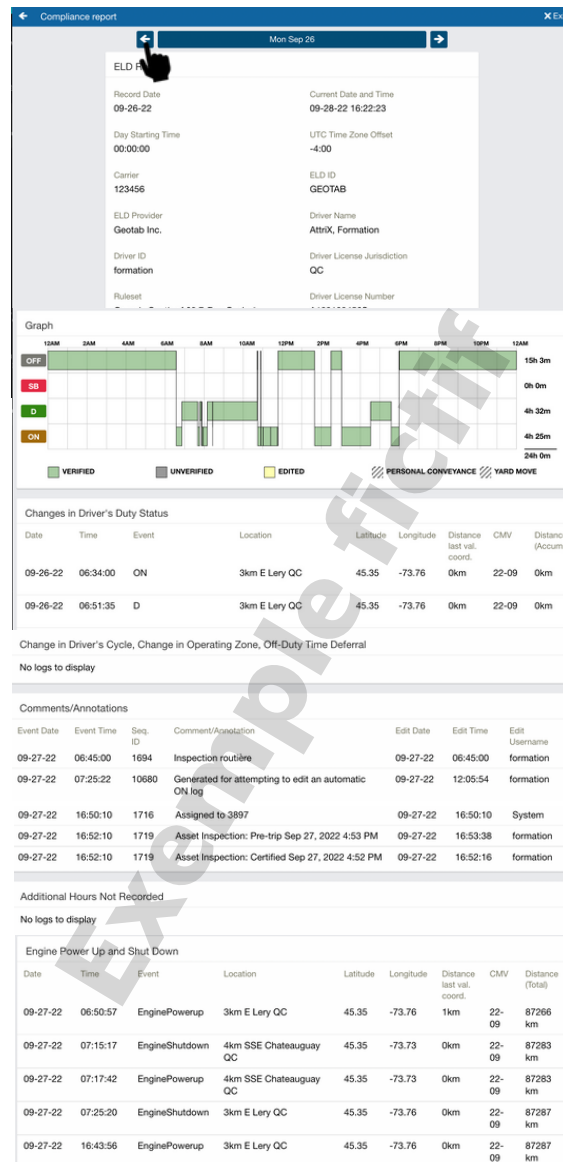 Compliance report
Mon Sep 26
Record Date Current Date and Time
09-26-22 09-28-22 16:22:23
Day Starting Time UTC Time Zone Offset
00:00:00 -4:00
Carrier ELD ID
123456 GEOTAB
ELD Provider Driver Name
Geotab Inc. AttriX, Formation
Driver ID Driver License Jurisdiction
formation QC
Ruleset Driver License Number
Graph
12AM 2AM 4AM 6AM 8AM 10AM 12PM 2PM 4PM 6PM 8PM 10PM 12AM
OFF 15h 3m
SB 0h 0m
D 4h 32m
ON 4h 25m
24h 0m
VERIFIED UNVERIFIED EDITED PERSONAL CONVEYANCE YARD MOVE
Changes in Driver's Duty Status
Date Time Event Location Latitude Longitude Distance last val. coord. CMV Distanc (Accum
09-26-22 06:34:00 ON 3km E Lery QC 45.35 -73.76 0km 22-09 0km
09-26-22 06:51:35 D 3km E Lery QC 45.35 -73.76 0km 22-09 0km
Change in Driver's Cycle, Change in Operating Zone, Off-Duty Time Deferral
No logs to display
Comments/Annotations
Event Date Event Time Seq. ID Comment/Annotation Edit Date Edit Time Edit Username
09-27-22 06:45:00 1694 Inspection routière 09-27-22 06:45:00 formation
09-27-22 07:25:22 10680 Generated for attempting to edit an automatic ON log 09-27-22 12:05:54 formation
09-27-22 16:50:10 1716 Assigned to 3897 09-27-22 16:50:10 System
09-27-22 16:52:10 1719 Asset Inspection: Pre-trip Sep 27, 2022 4:53 PM 09-27-22 16:53:38 formation
09-27-22 16:52:10 1719 Asset Inspection: Certified Sep 27, 2022 4:52 PM 09-27-22 16:52:16 formation
Additional Hours Not Recorded
No logs to display
Engine Power Up and Shut Down
Date Time Event Location Latitude Longitude Distance last val. coord. CMV Distance (Total)
09-27-22 06:50:57 EnginePowerup 3km E Lery QC 45.35 -73.76 1km 22-09 87266 km
09-27-22 07:15:17 EngineShutdown 4km SSE Chateauguay QC 45.35 -73.73 0km 22-09 87283 km
09-27-22 07:17:42 EnginePowerup 4km SSE Chateauguay QC 45.35 -73.73 0km 22-09 87283 km
09-27-22 07:25:20 EngineShutdown 3km E Lery QC 45.35 -73.76 0km 22-09 87287 km
09-27-22 16:43:56 EnginePowerup 3km E Lery QC 45.35 -73.76 0km 22-09 87287 km
Exemple fictif